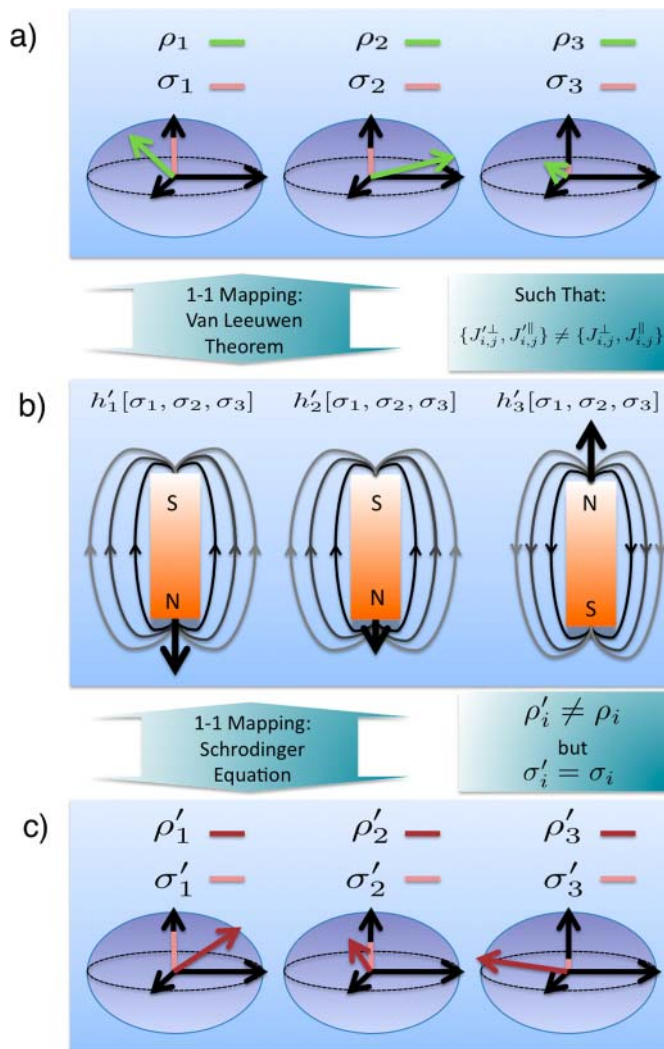 a)
ρ₁ ρ₂ ρ₃
σ₁ σ₂ σ₃
1-1 Mapping:
Van Leeuwen
Theorem
Such That:
{J′⊥i,j, J′∥i,j} ≠ {J⊥i,j, J∥i,j}
b)
h′₁[σ₁, σ₂, σ₃] h′₂[σ₁, σ₂, σ₃] h′₃[σ₁, σ₂, σ₃]
S S N
N N S
1-1 Mapping:
Schrodinger
Equation
ρ′ᵢ ≠ ρᵢ
but
σ′ᵢ = σᵢ
c)
ρ′₁ ρ′₂ ρ′₃
σ′₁ σ′₂ σ′₃